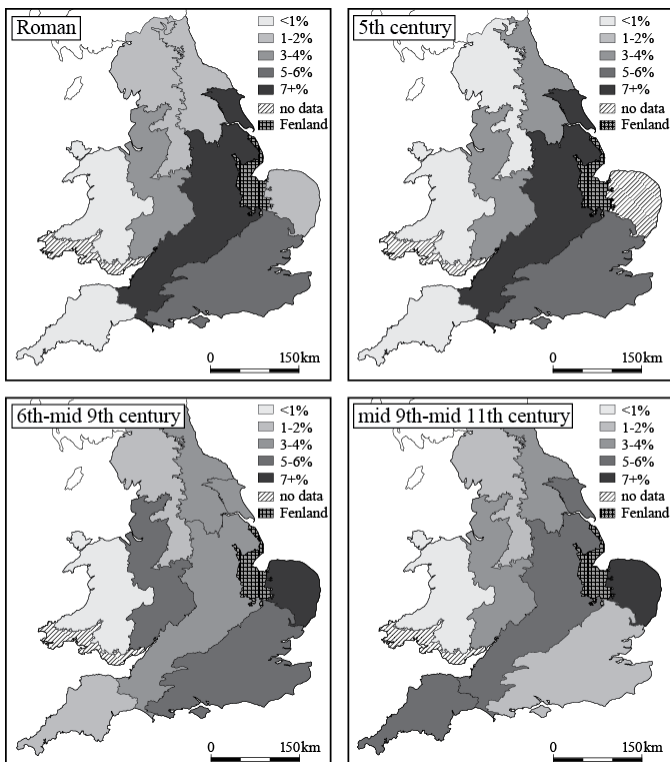 Roman
<1%
1-2%
3-4%
5-6%
7+%
no data
Fenland
0 150km
5th century
<1%
1-2%
3-4%
5-6%
7+%
no data
Fenland
0 150km
6th-mid 9th century
<1%
1-2%
3-4%
5-6%
7+%
no data
Fenland
0 150km
mid 9th-mid 11th century
<1%
1-2%
3-4%
5-6%
7+%
no data
Fenland
0 150km